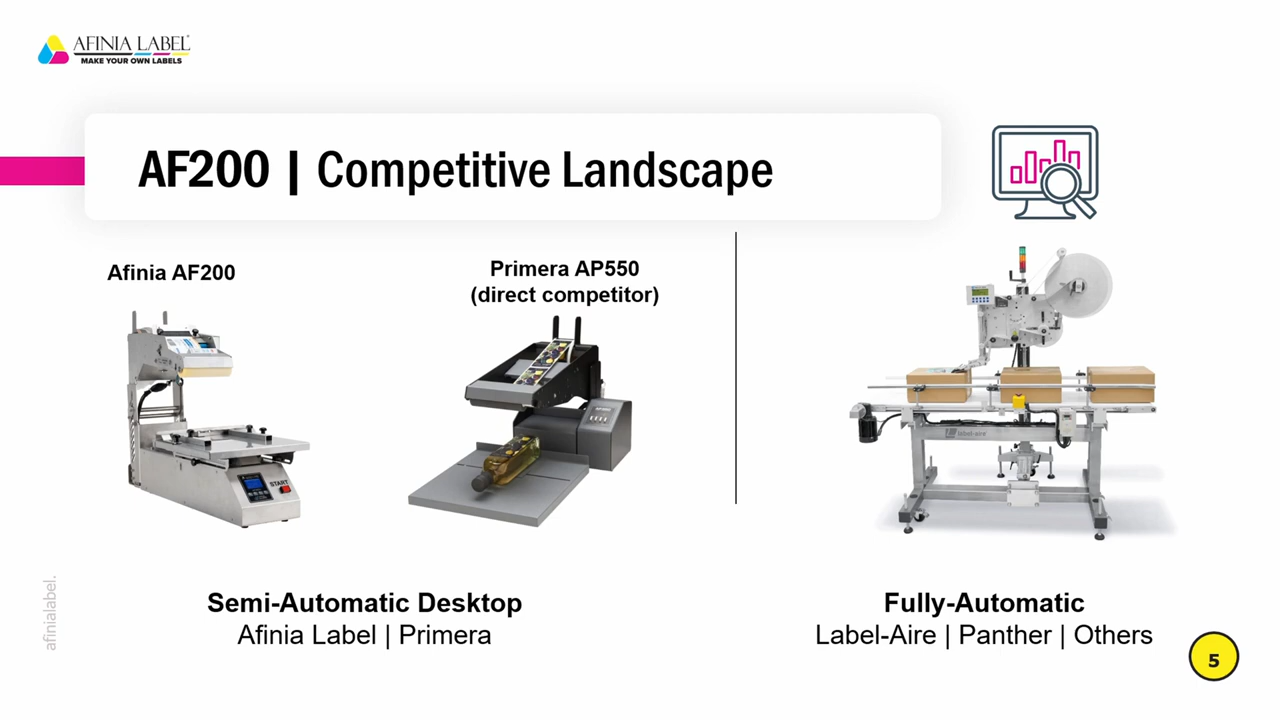 AFINIA LABEL
MAKE YOUR OWN LABELS
AF200 | Competitive Landscape
Afinia AF200
Primera AP550
(direct competitor)
START
label-aire
Semi-Automatic Desktop
Afinia Label | Primera
Fully-Automatic
Label-Aire | Panther | Others
afinialabel.
5